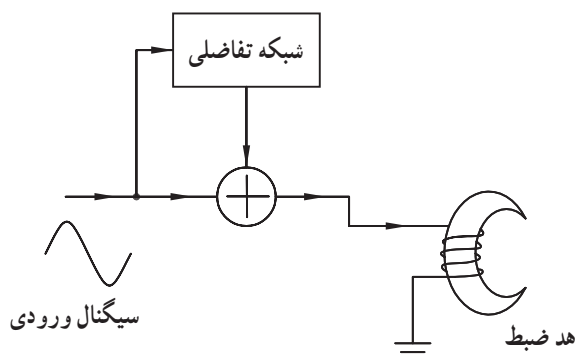 شبکه تفاضلی
سیگنال ورودی
هد ضبط